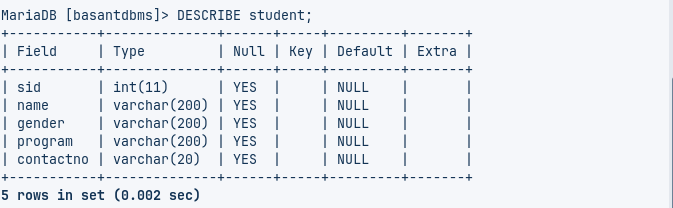 MariaDB [basantdbms]> DESCRIBE student;
+-----------+--------------+------+-----+---------+-------+
| Field     | Type         | Null | Key | Default | Extra |
+-----------+--------------+------+-----+---------+-------+
| sid       | int(11)      | YES  |     | NULL    |       |
| name      | varchar(200) | YES  |     | NULL    |       |
| gender    | varchar(200) | YES  |     | NULL    |       |
| program   | varchar(200) | YES  |     | NULL    |       |
| contactno | varchar(20)  | YES  |     | NULL    |       |
+-----------+--------------+------+-----+---------+-------+
5 rows in set (0.002 sec)